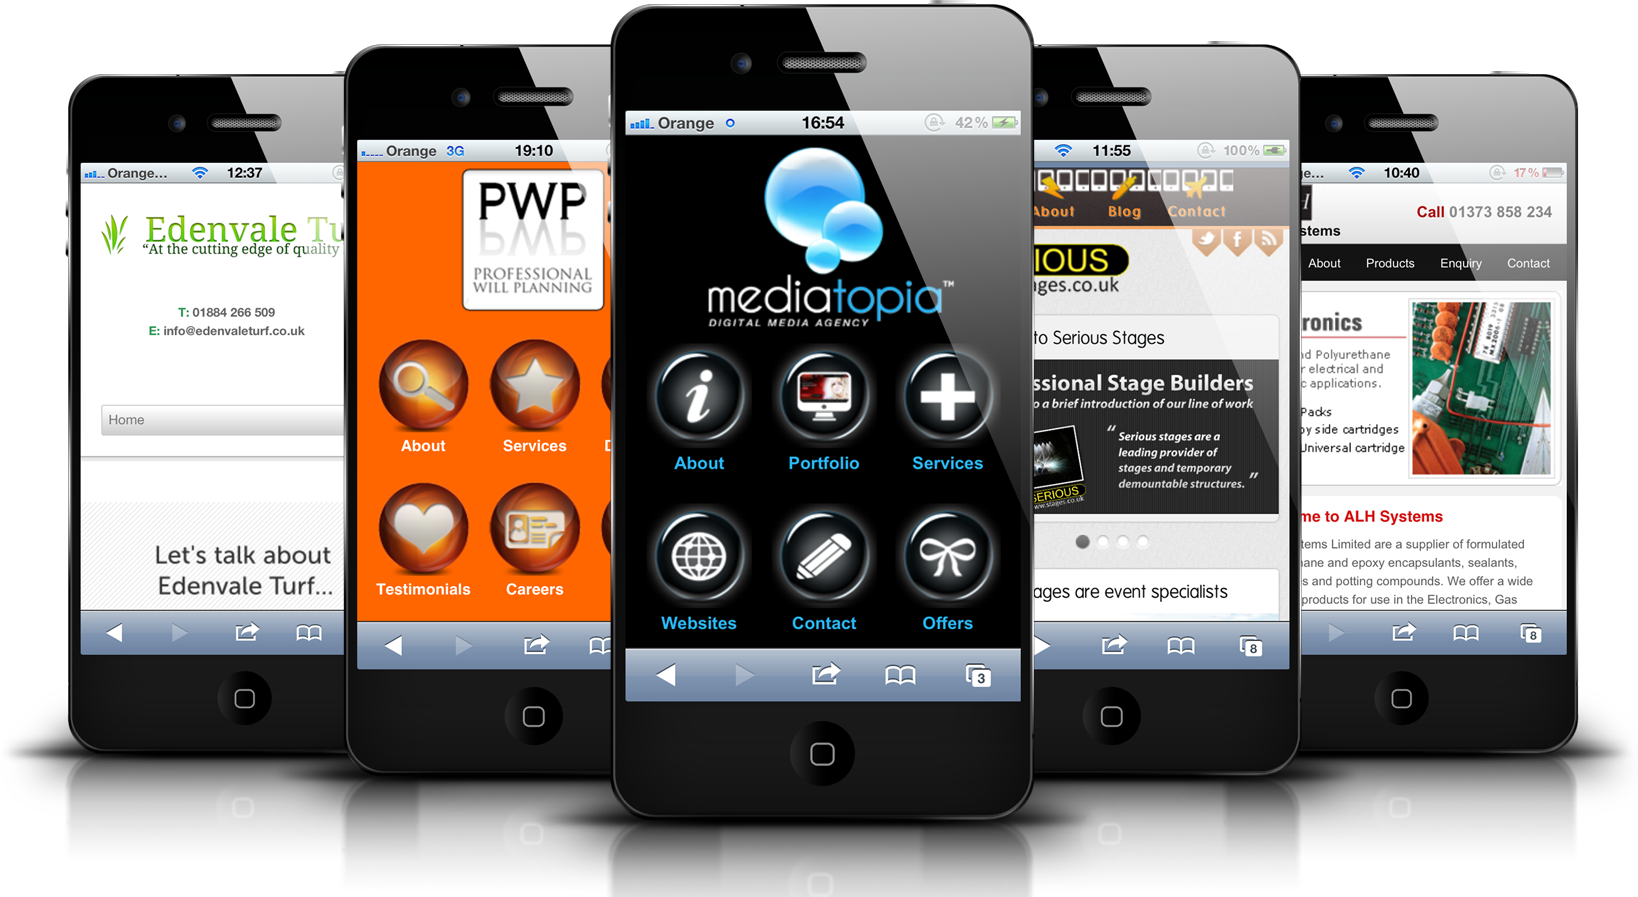 Orange...
12:37
Edenvale Tu
“At the cutting edge of quality
T: 01884 266 509
E: info@edenvaleturf.co.uk
Home
Let's talk about
Edenvale Turf...
Orange 3G
19:10
PWP
PROFESSIONAL
WILL PLANNING
About Services
Testimonials Careers
Orange
16:54
42%
mediatopia™
DIGITAL MEDIA AGENCY
About Portfolio Services
Websites Contact Offers
3
11:55
100%
About Blog Contact
IOUS
ages.co.uk
to Serious Stages
ssional Stage Builders
o a brief introduction of our line of work
“ Serious stages are a
leading provider of
stages and temporary
demountable structures. ”
SERIOUS
www.stages.co.uk
ages are event specialists
8
e...
10:40
17%
H
Call 01373 858 234
stems
About Products Enquiry Contact
ronics
nd Polyurethane
r electrical and
c applications.
Packs
by side cartridges
Universal cartridge
me to ALH Systems
tems Limited are a supplier of formulated
hane and epoxy encapsulants, sealants,
s and potting compounds. We offer a wide
products for use in the Electronics, Gas
8